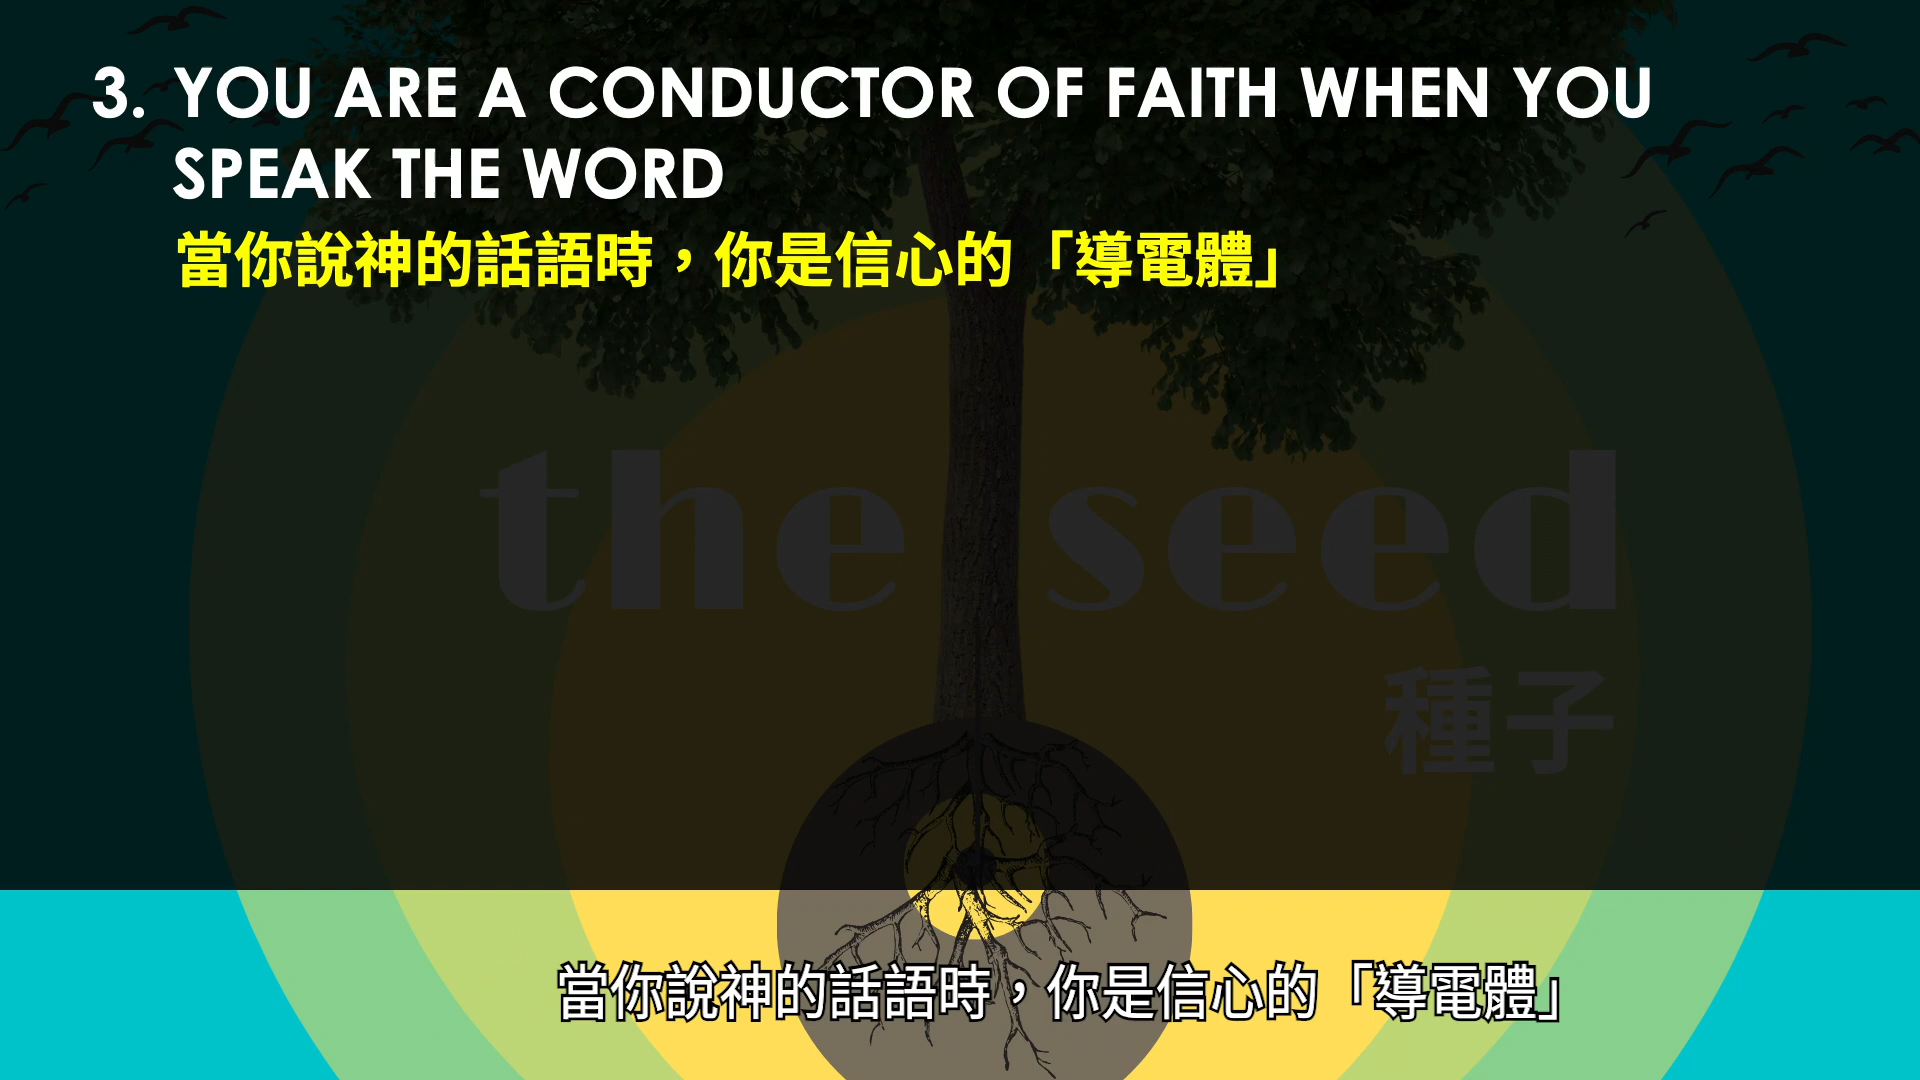 3. YOU ARE A CONDUCTOR OF FAITH WHEN YOU
SPEAK THE WORD
當你說神的話語時，你是信心的「導電體」
the seed
種子
當你說神的話語時，你是信心的「導電體」